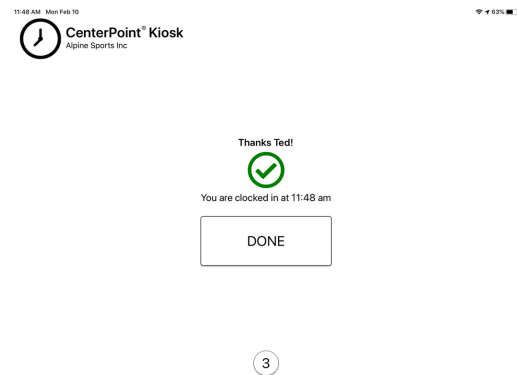 11:48 AM Mon Feb 10
63%
CenterPoint® Kiosk
Alpine Sports Inc
Thanks Ted!
You are clocked in at 11:48 am
DONE
3